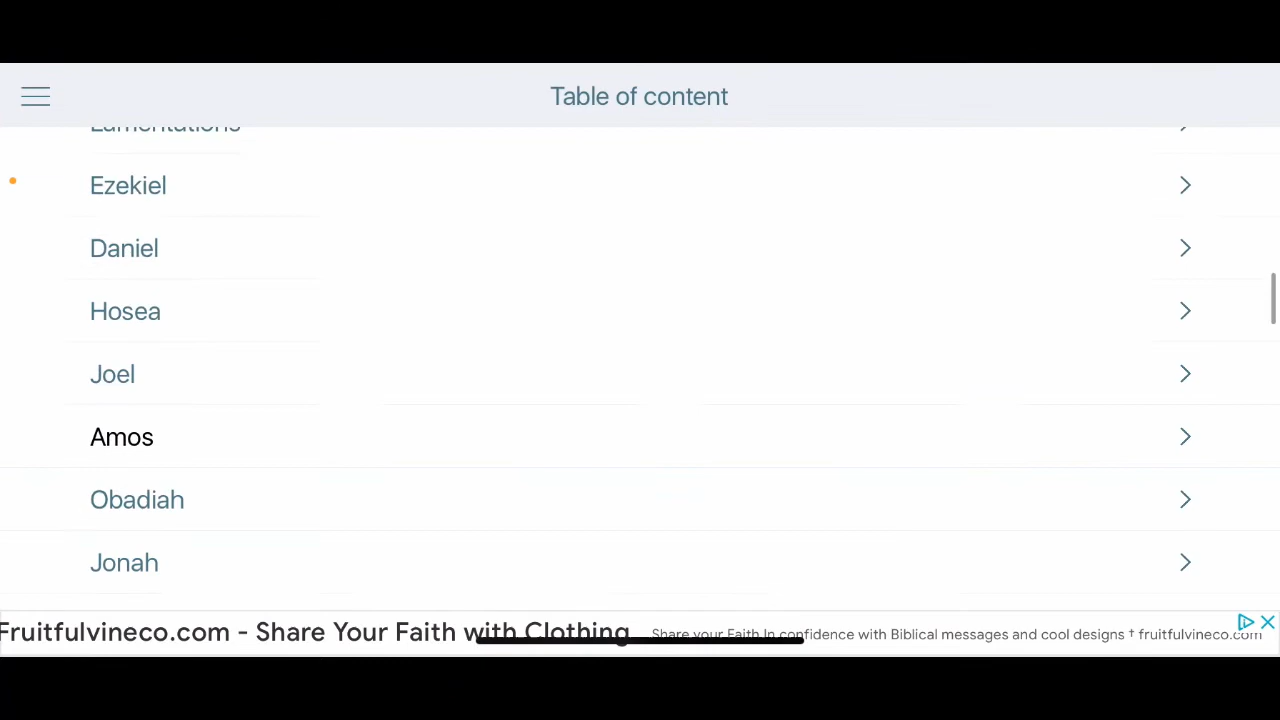 Table of content
Lamentations
Ezekiel
Daniel
Hosea
Joel
Amos
Obadiah
Jonah
Fruitfulvineco.com - Share Your Faith with Clothing
Share your Faith In confidence with Biblical messages and cool designs † fruitfulvineco.com